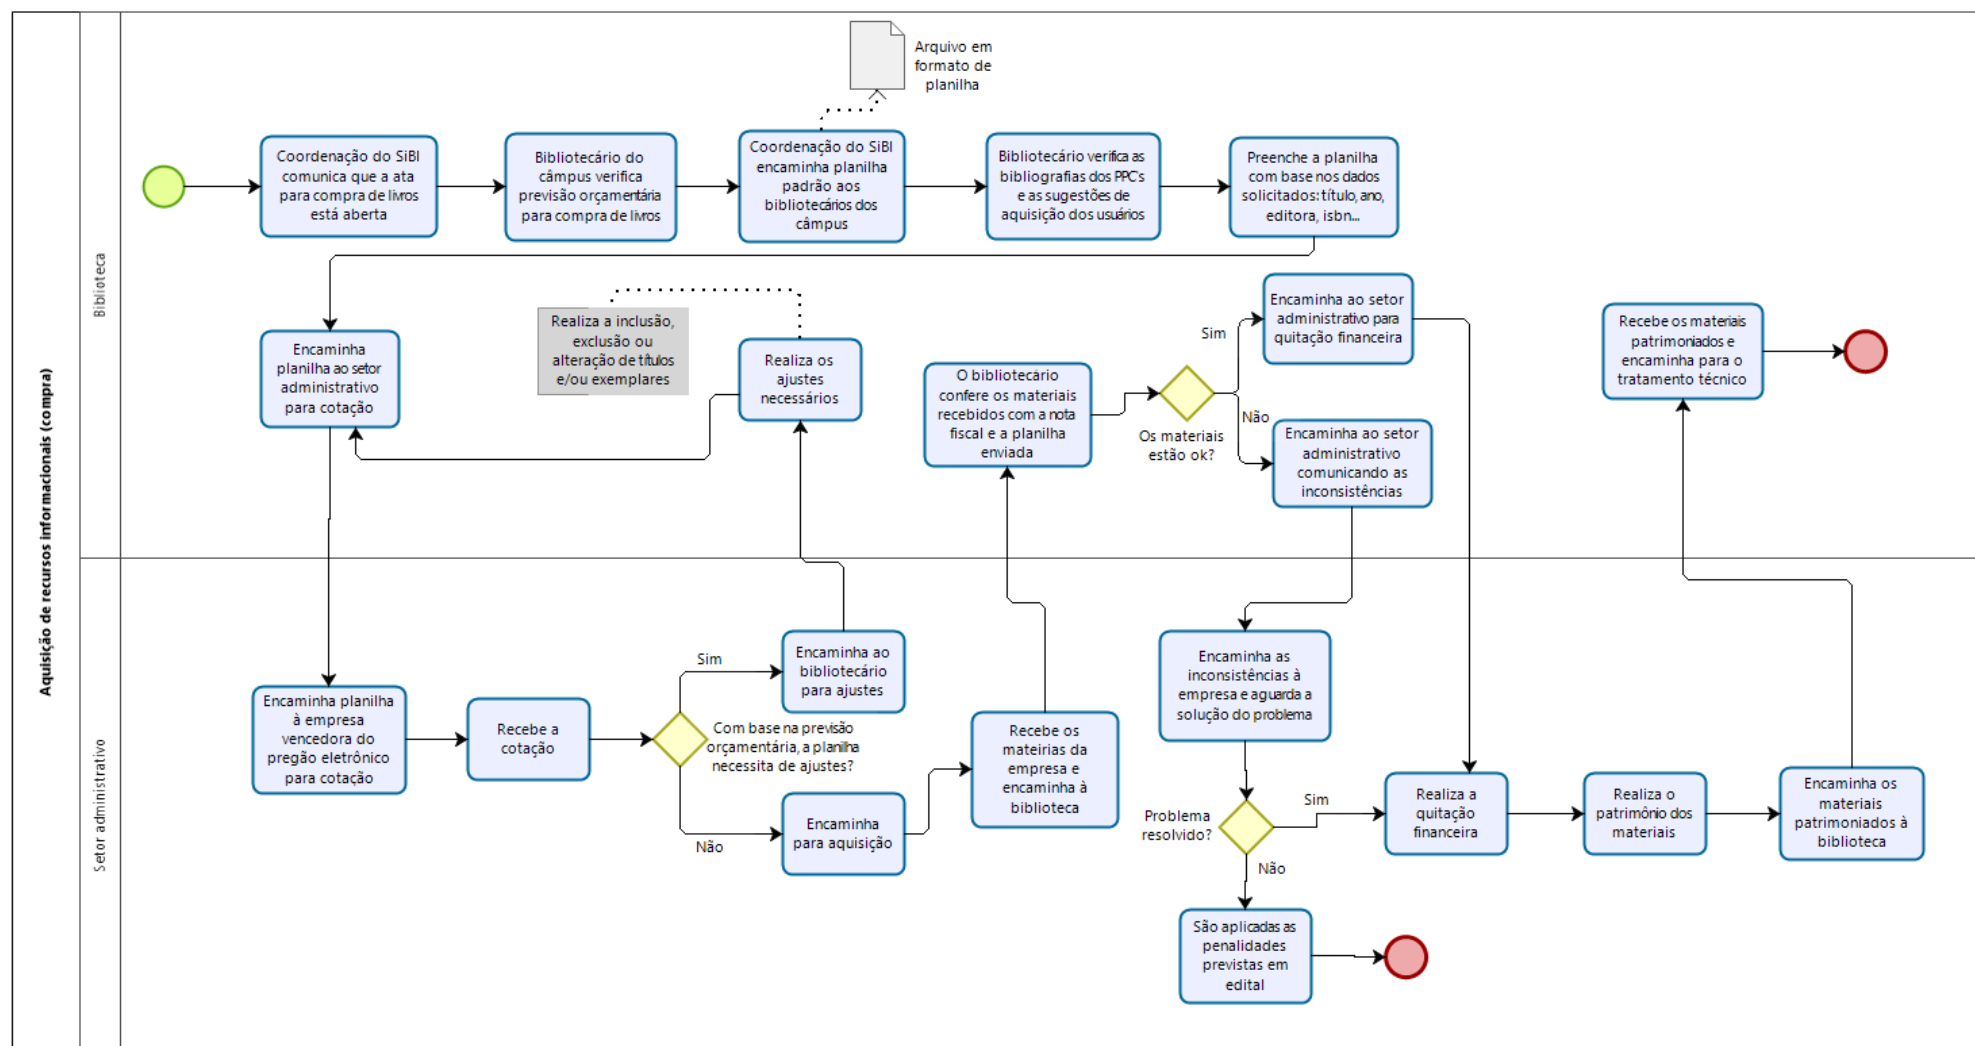 Aquisição de recursos informacionais (compra)
Biblioteca
Arquivo em
formato de
planilha
Coordenação do SiBI
comunica que a ata
para compra de livros
está aberta
Bibliotecário do
câmpus verifica
previsão orçamentária
para compra de livros
Coordenação do SiBI
encaminha planilha
padrão aos
bibliotecários dos
câmpus
Bibliotecário verifica as
bibliografias dos PPC's
e as sugestões de
aquisição dos usuários
Preenche a planilha
com base nos dados
solicitados: título, ano,
editora, isbn...
Encaminha
planilha ao setor
administrativo
para cotação
Realiza a inclusão,
exclusão ou
alteração de títulos
e/ou exemplares
Realiza os
ajustes
necessários
O bibliotecário
confere os materiais
recebidos com a nota
fiscal e a planilha
enviada
Os materiais
estão ok?
Sim
Não
Encaminha ao setor
administrativo para
quitação financeira
Encaminha ao setor
administrativo
comunicando as
inconsistências
Recebe os materiais
patrimoniados e
encaminha para o
tratamento técnico
Setor administrativo
Encaminha planilha
à empresa
vencedora do
pregão eletrônico
para cotação
Recebe a
cotação
Sim
Com base na previsão
orçamentária, a planilha
necessita de ajustes?
Não
Encaminha ao
bibliotecário
para ajustes
Encaminha
para aquisição
Recebe os
mateirias da
empresa e
encaminha à
biblioteca
Encaminha as
inconsistências à
empresa e aguarda a
solução do problema
Problema
resolvido?
Sim
Não
São aplicadas as
penalidades
previstas em
edital
Realiza a
quitação
financeira
Realiza o
patrimônio dos
materiais
Encaminha os
materiais
patrimoniados à
biblioteca